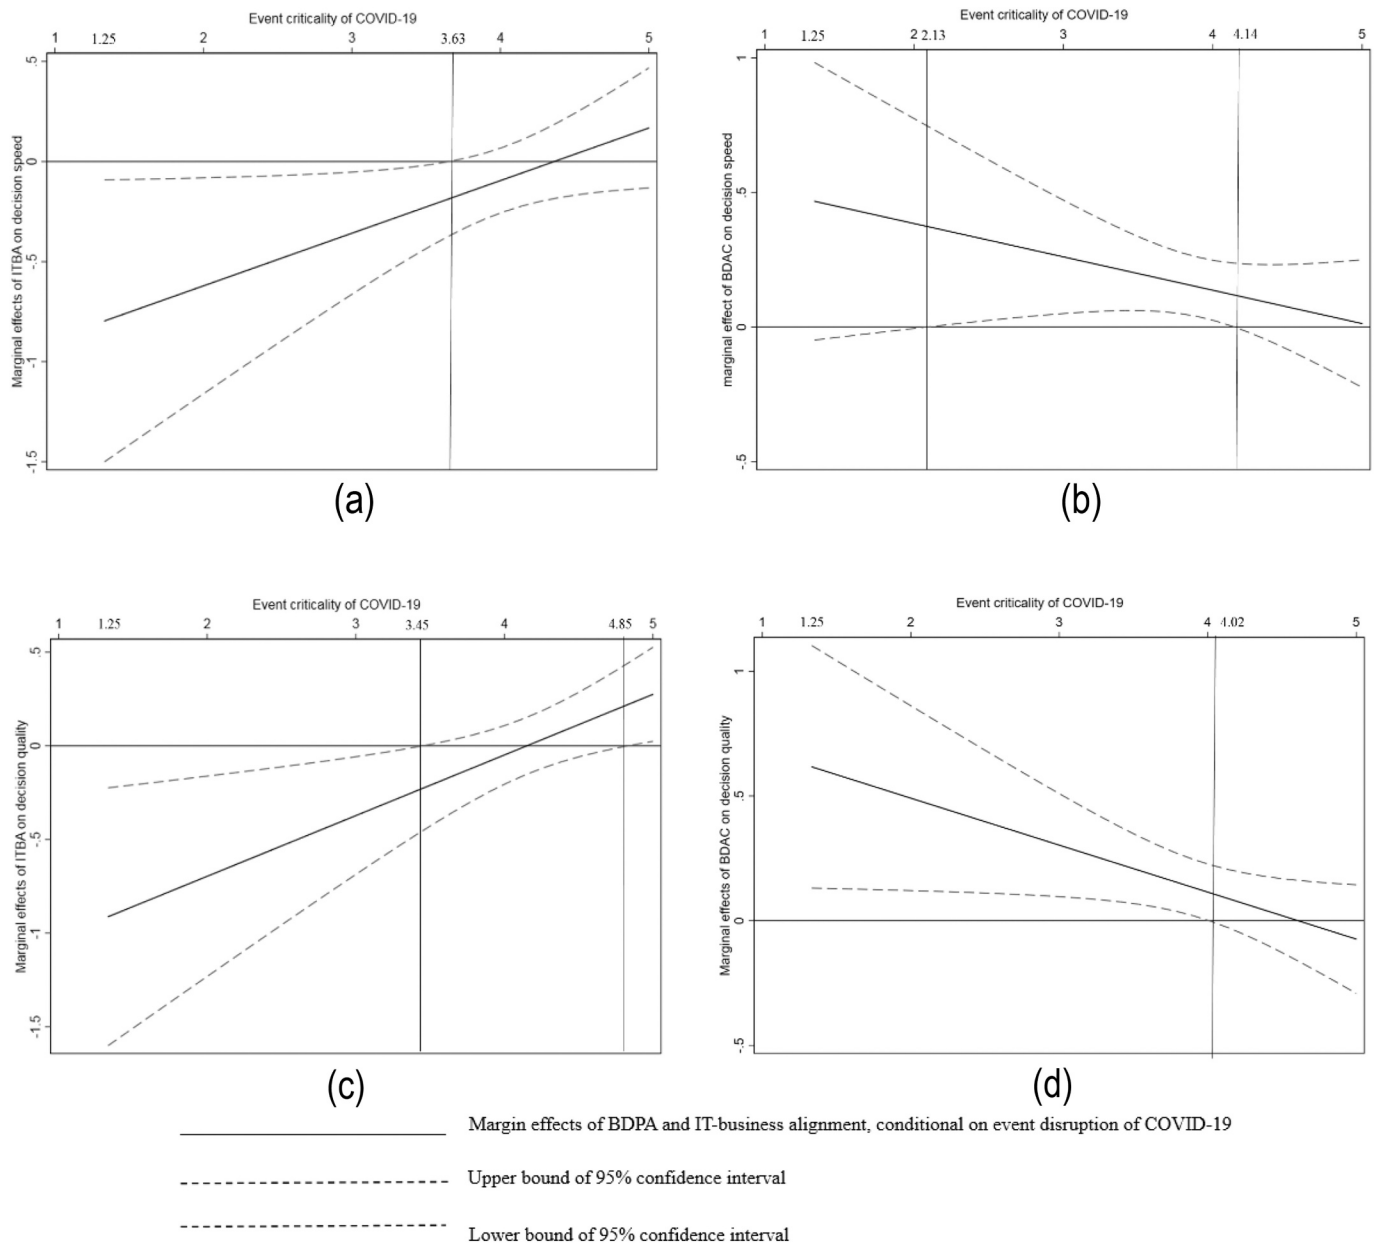 Event criticality of COVID-19
1 1.25 2 3 3.63 4 5
Marginal effects of ITBA on decision speed
.5
0
-.5
-1
-1.5
(a)
Event criticality of COVID-19
1 1.25 2 2.13 3 4 4.14 5
marginal effect of BDAC on decision speed
1
.5
0
-.5
(b)
Event criticality of COVID-19
1 1.25 2 3 3.45 4 4.85 5
Marginal effects of ITBA on decision quality
.5
0
-.5
-1
-1.5
(c)
Event criticality of COVID-19
1 1.25 2 3 4 4.02 5
Marginal effects of BDAC on decision quality
1
.5
0
-.5
(d)
Margin effects of BDPA and IT-business alignment, conditional on event disruption of COVID-19
Upper bound of 95% confidence interval
Lower bound of 95% confidence interval